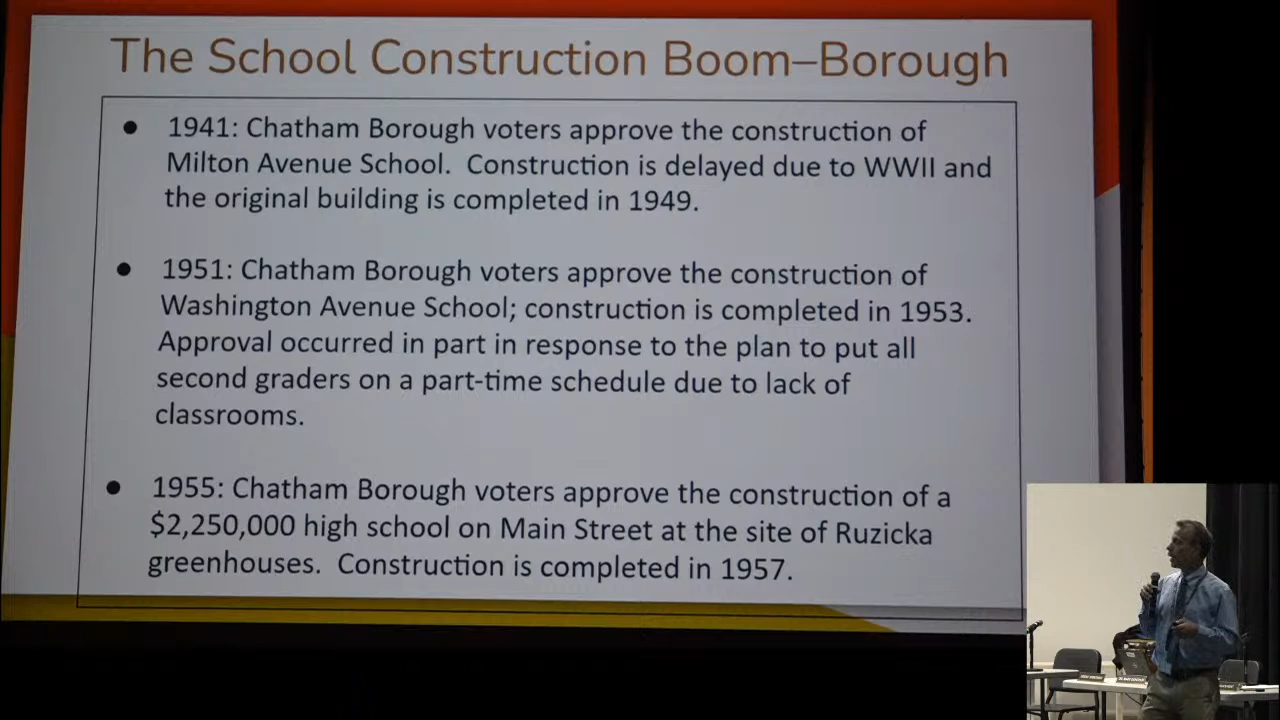 The School Construction Boom–Borough
● 1941: Chatham Borough voters approve the construction of
Milton Avenue School. Construction is delayed due to WWII and
the original building is completed in 1949.
● 1951: Chatham Borough voters approve the construction of
Washington Avenue School; construction is completed in 1953.
Approval occurred in part in response to the plan to put all
second graders on a part-time schedule due to lack of
classrooms.
● 1955: Chatham Borough voters approve the construction of a
$2,250,000 high school on Main Street at the site of Ruzicka
greenhouses. Construction is completed in 1957.